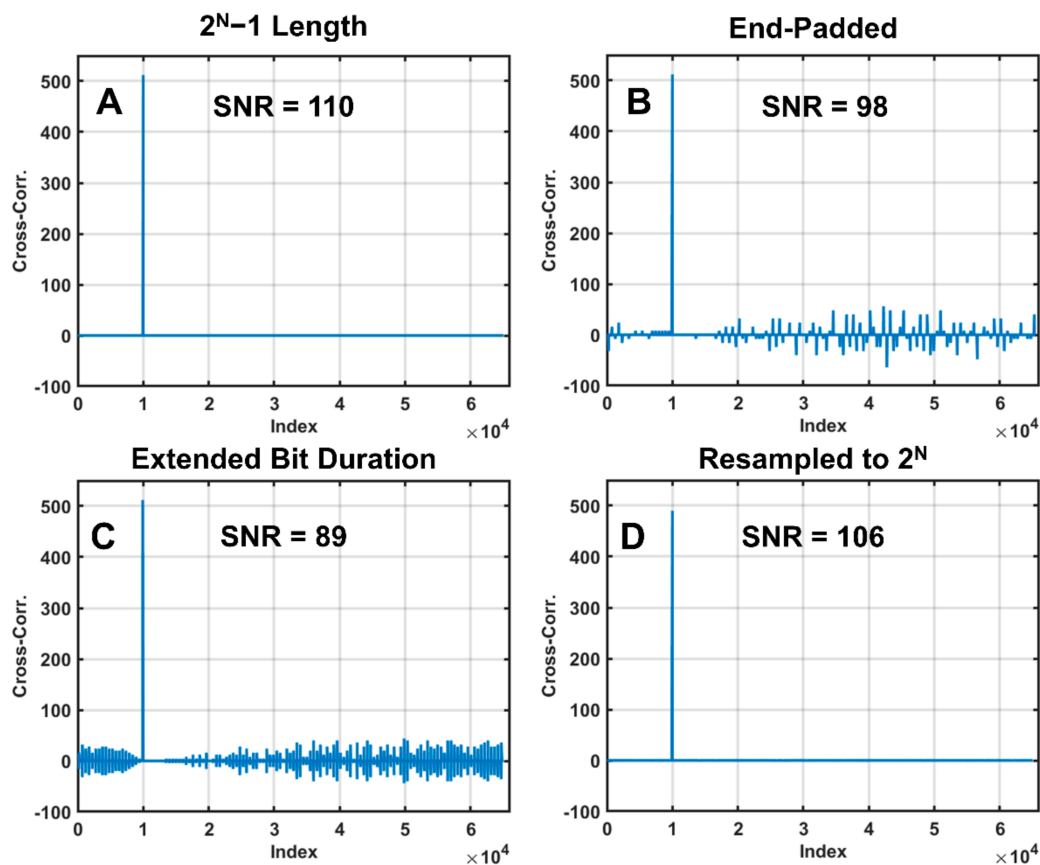 2ᴺ−1 Length
A
SNR = 110
Cross-Corr.
500
400
300
200
100
0
-100
0 1 2 3 4 5 6
Index
×10⁴
End-Padded
B
SNR = 98
Cross-Corr.
500
400
300
200
100
0
-100
0 1 2 3 4 5 6
Index
×10⁴
Extended Bit Duration
C
SNR = 89
Cross-Corr.
500
400
300
200
100
0
-100
0 1 2 3 4 5 6
Index
×10⁴
Resampled to 2ᴺ
D
SNR = 106
Cross-Corr.
500
400
300
200
100
0
-100
0 1 2 3 4 5 6
Index
×10⁴